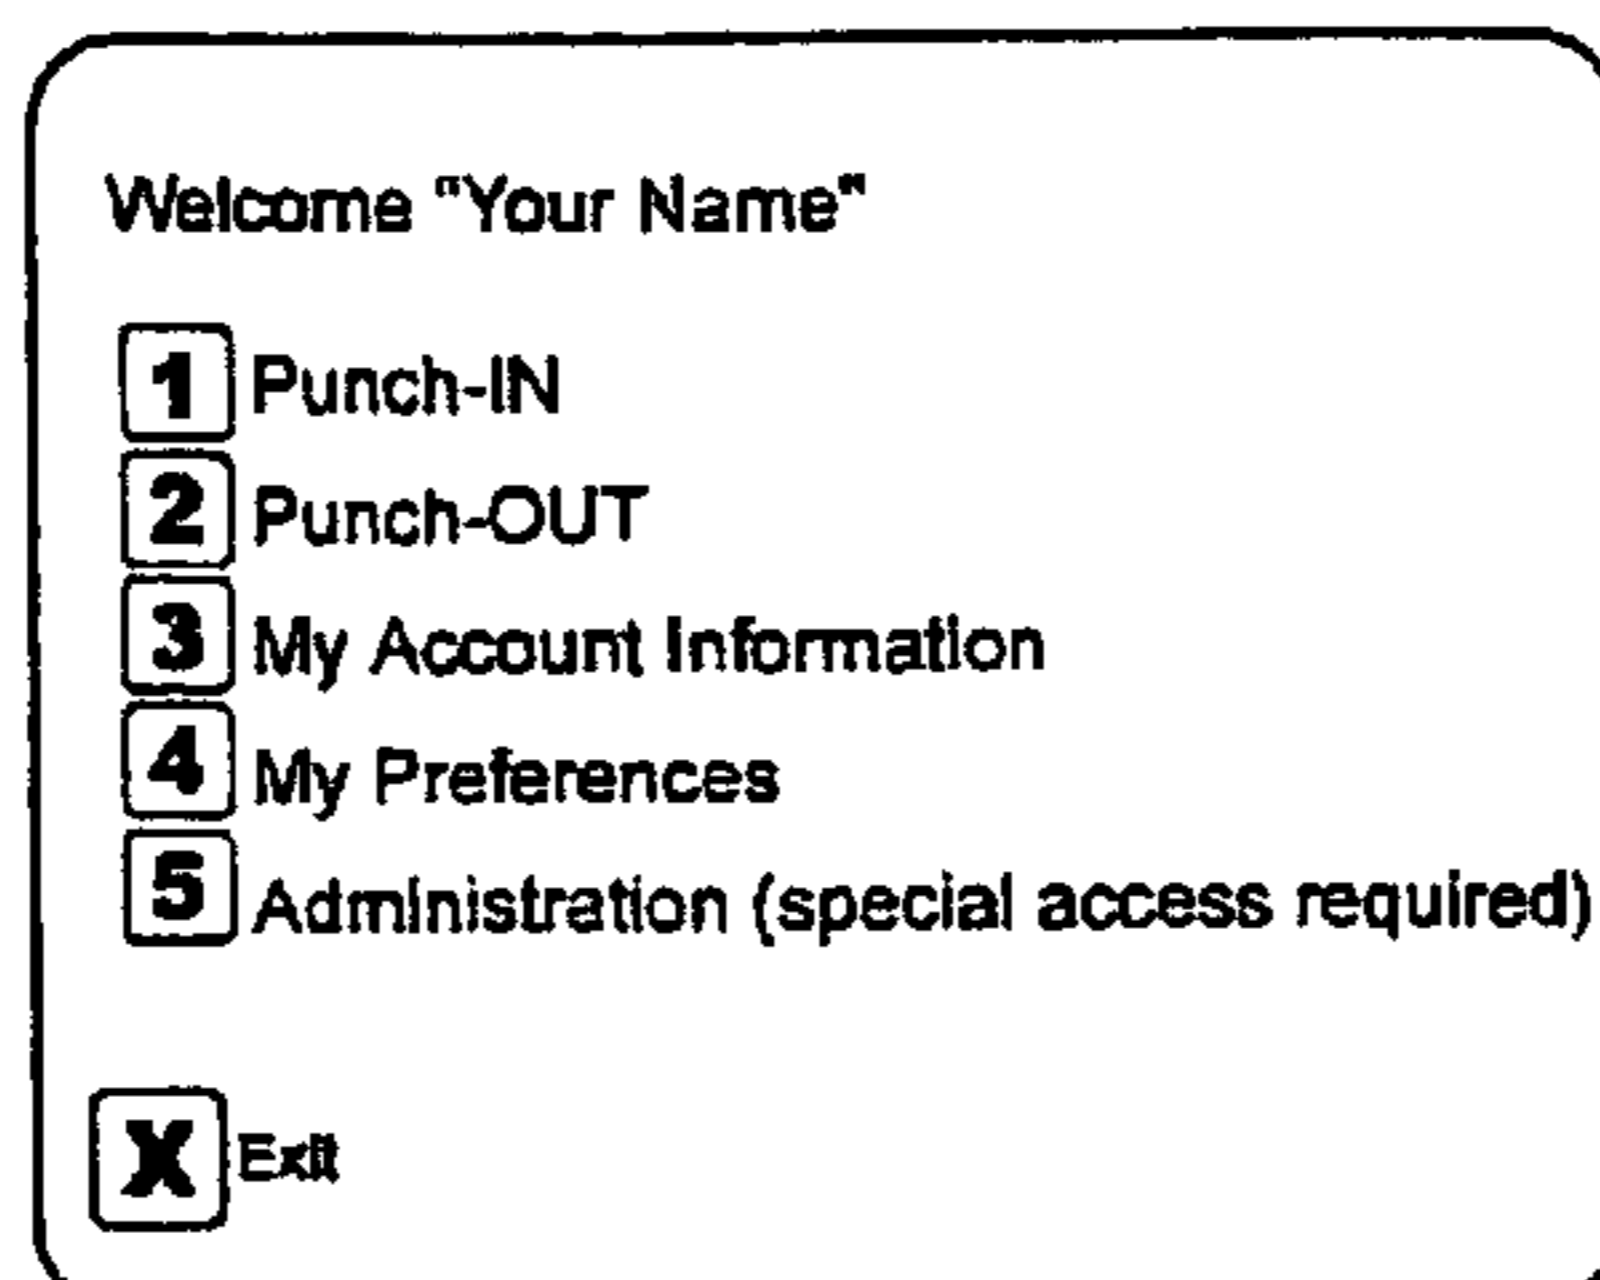 Welcome "Your Name"
1 Punch-IN
2 Punch-OUT
3 My Account Information
4 My Preferences
5 Administration (special access required)
X Exit